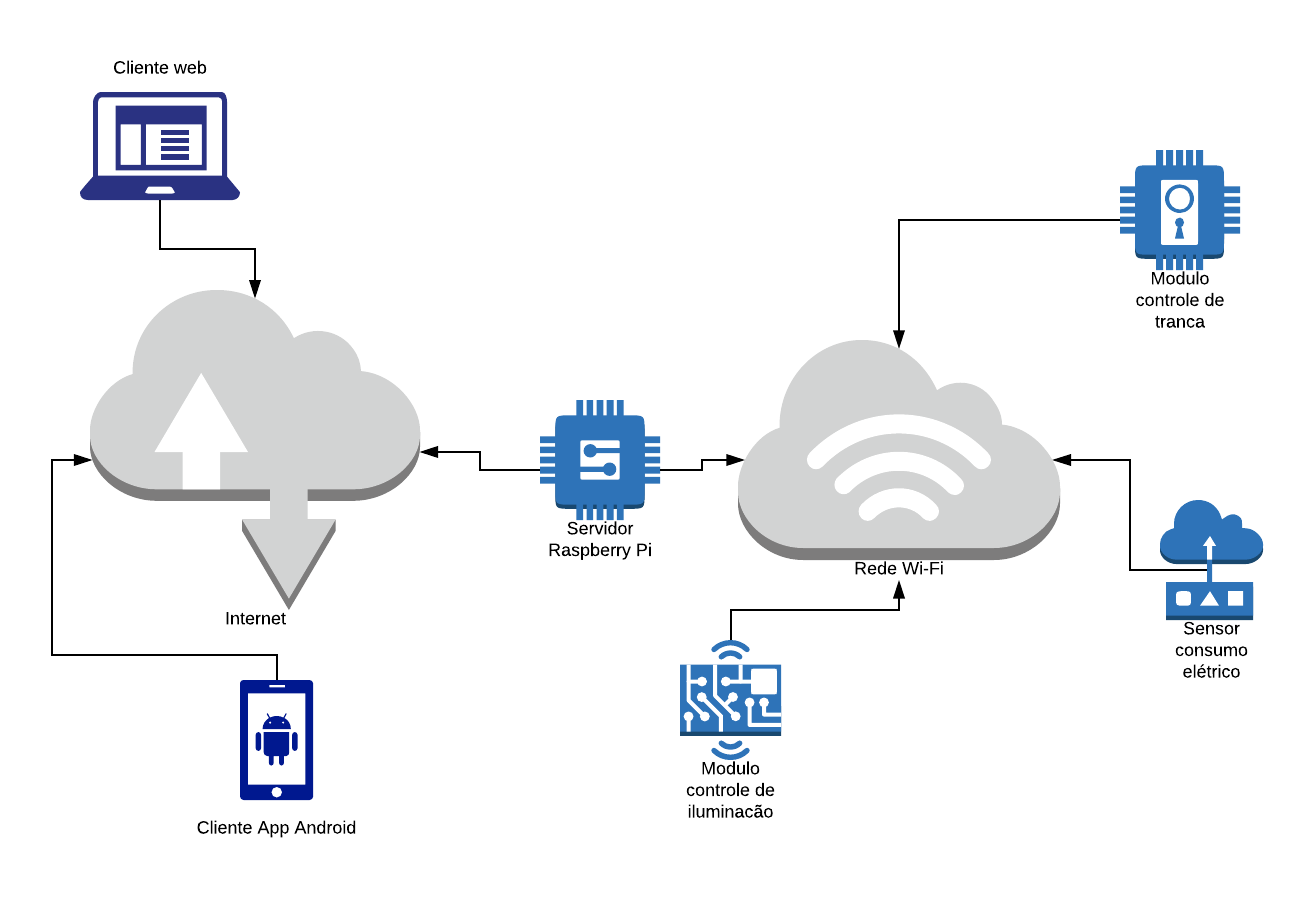 Cliente web
Modulo
controle de
tranca
Servidor
Raspberry Pi
Rede Wi-Fi
Internet
Sensor
consumo
elétrico
Modulo
controle de
iluminacão
Cliente App Android